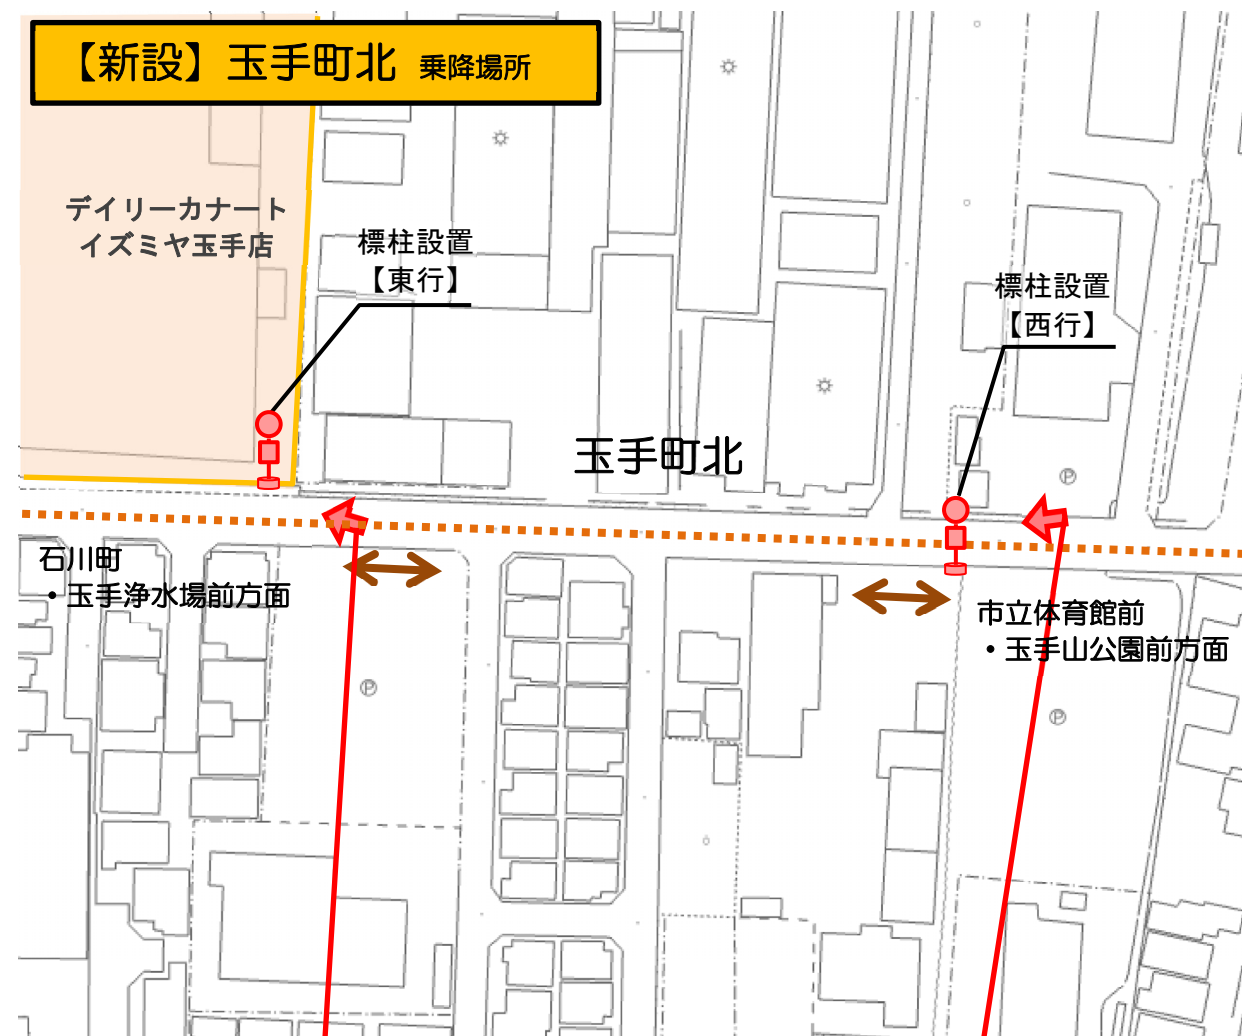 【新設】玉手町北 乗降場所
デイリーカナート
イズミヤ玉手店
標柱設置
【東行】
標柱設置
【西行】
玉手町北
石川町
・玉手浄水場前方面
市立体育館前
・玉手山公園前方面
Ⓟ
Ⓟ
Ⓟ